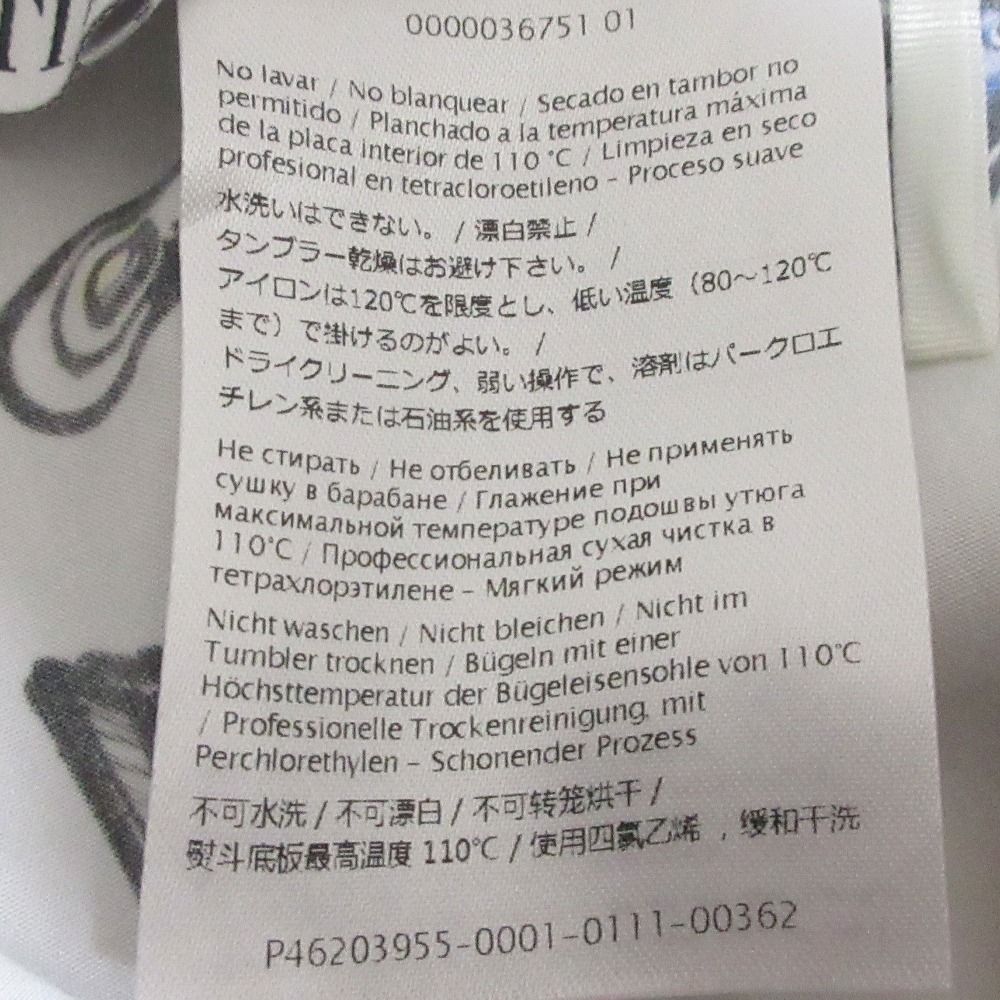 0000036751 01
No lavar / No blanquear / Secado en tambor no
permitido / Planchado a la temperatura máxima
de la placa interior de 110 °C / Limpieza en seco
profesional en tetracloroetileno - Proceso suave
水洗いはできない。 / 漂白禁止 /
タンブラー乾燥はお避け下さい。 /
アイロンは120℃を限度とし、低い温度（80～120℃
まで）で掛けるのがよい。 /
ドライクリーニング、弱い操作で、溶剤はパークロエ
チレン系または石油系を使用する
Не стирать / Не отбеливать / Не применять
сушку в барабане / Глажение при
максимальной температуре подошвы утюга
110°C / Профессиональная сухая чистка в
тетрахлорэтилене - Мягкий режим
Nicht waschen / Nicht bleichen / Nicht im
Tumbler trocknen / Bügeln mit einer
Höchsttemperatur der Bügeleisensohle von 110°C
/ Professionelle Trockenreinigung, mit
Perchlorethylen - Schonender Prozess
不可水洗 / 不可漂白 / 不可转笼烘干 /
熨斗底板最高温度 110℃ / 使用四氯乙烯 ，缓和干洗
P46203955-0001-0111-00362